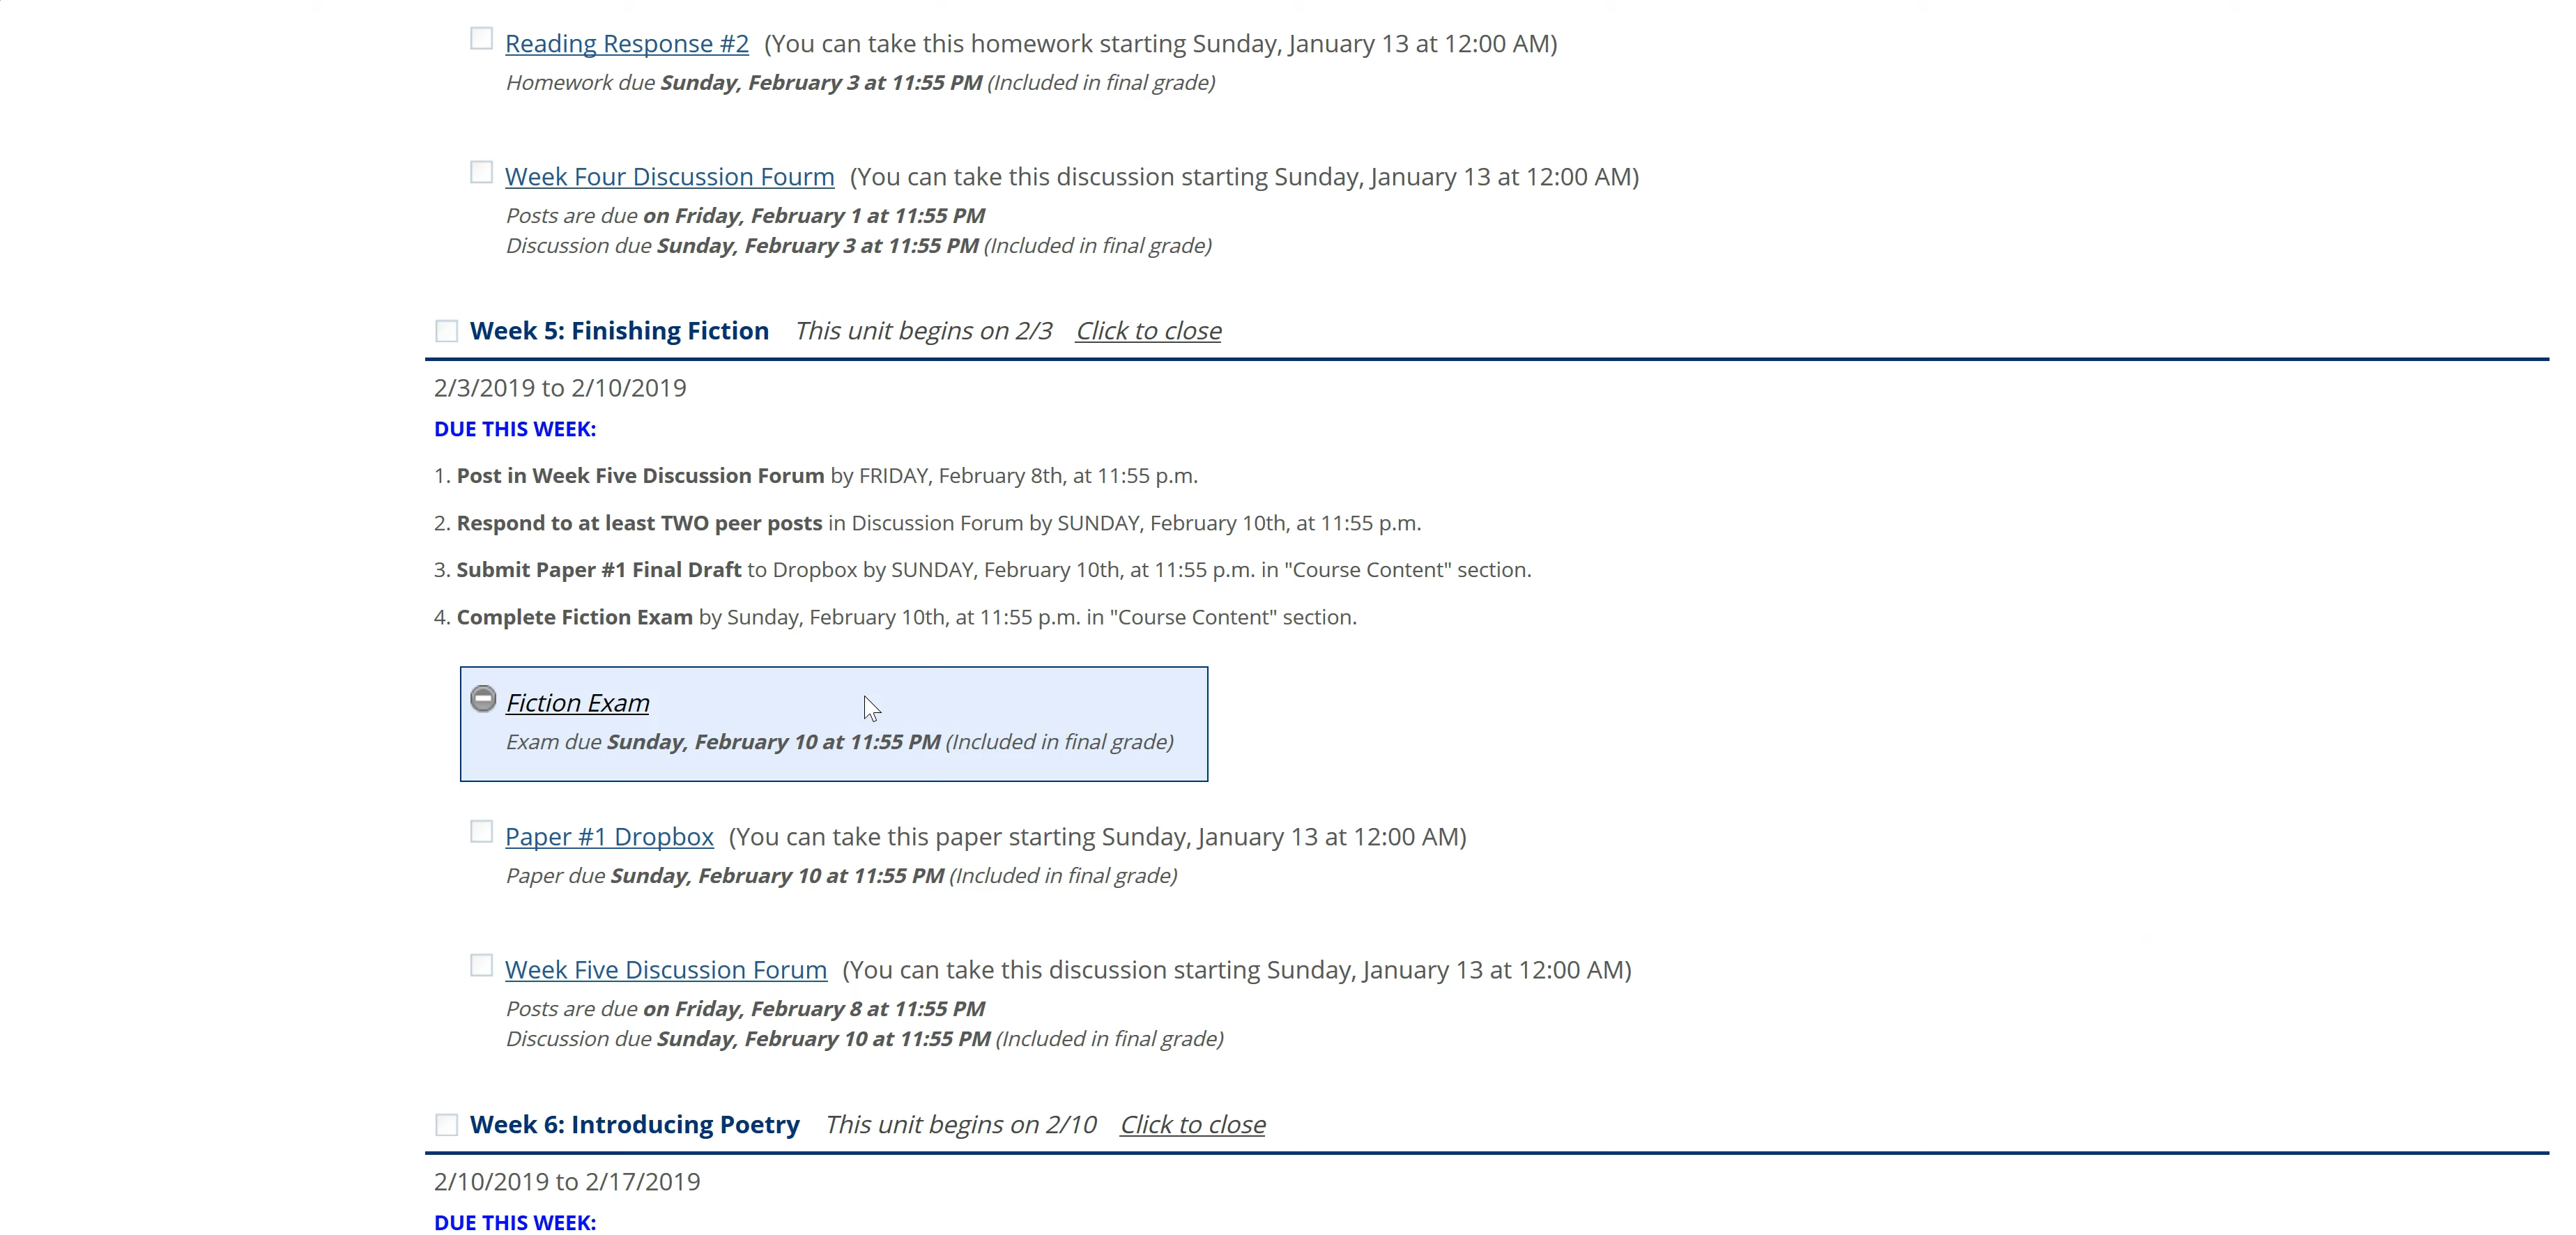 Reading Response #2 (You can take this homework starting Sunday, January 13 at 12:00 AM)
Homework due Sunday, February 3 at 11:55 PM (Included in final grade)
Week Four Discussion Fourm (You can take this discussion starting Sunday, January 13 at 12:00 AM)
Posts are due on Friday, February 1 at 11:55 PM
Discussion due Sunday, February 3 at 11:55 PM (Included in final grade)
Week 5: Finishing Fiction This unit begins on 2/3 Click to close
2/3/2019 to 2/10/2019
DUE THIS WEEK:
1. Post in Week Five Discussion Forum by FRIDAY, February 8th, at 11:55 p.m.
2. Respond to at least TWO peer posts in Discussion Forum by SUNDAY, February 10th, at 11:55 p.m.
3. Submit Paper #1 Final Draft to Dropbox by SUNDAY, February 10th, at 11:55 p.m. in "Course Content" section.
4. Complete Fiction Exam by Sunday, February 10th, at 11:55 p.m. in "Course Content" section.
Fiction Exam
Exam due Sunday, February 10 at 11:55 PM (Included in final grade)
Paper #1 Dropbox (You can take this paper starting Sunday, January 13 at 12:00 AM)
Paper due Sunday, February 10 at 11:55 PM (Included in final grade)
Week Five Discussion Forum (You can take this discussion starting Sunday, January 13 at 12:00 AM)
Posts are due on Friday, February 8 at 11:55 PM
Discussion due Sunday, February 10 at 11:55 PM (Included in final grade)
Week 6: Introducing Poetry This unit begins on 2/10 Click to close
2/10/2019 to 2/17/2019
DUE THIS WEEK: